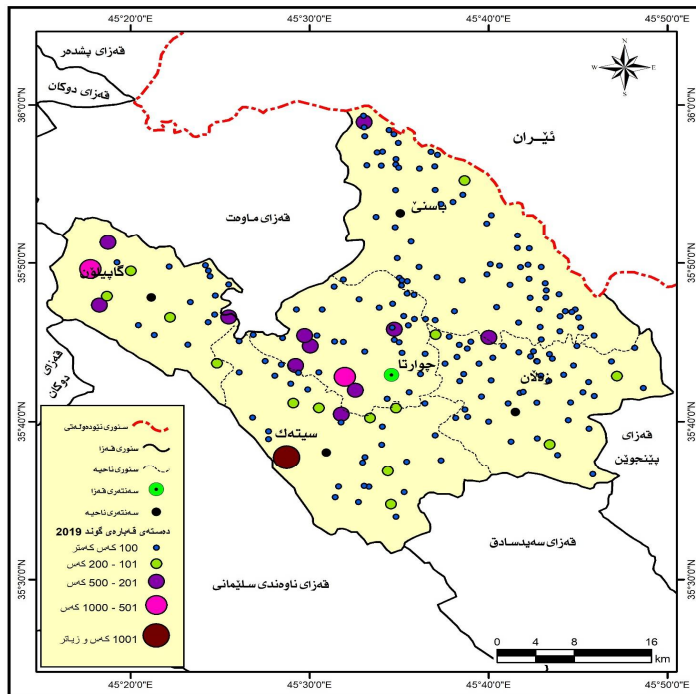 45°20'0"E
45°30'0"E
45°40'0"E
45°50'0"E
قەزای پشدەر
قەزای دوکان
36°0'0"N
36°0'0"N
N
W
E
S
ئێــران
باسنێ
قەزای ماوەت
35°50'0"N
35°50'0"N
گاپیلۆن
چوارتا
زەلان
قەزای
دوکان
35°40'0"N
35°40'0"N
سیتەك
قەزای
پێنجوێن
سنوری نێودەوڵەتی
سنوری قەزا
سنوری ناحیە
سەنتەری قەزا
سەنتەری ناحیە
دەستەی قەبارەی گوند 2019
100 کەس کەمتر
101 - 200 کەس
201 - 500 کەس
501 - 1000 کەس
1001 کەس و زیاتر
قەزای سەیدسادق
قەزای ناوەندی سلێمانی
35°30'0"N
35°30'0"N
0 4 8 12 16
km
45°20'0"E
45°30'0"E
45°40'0"E
45°50'0"E